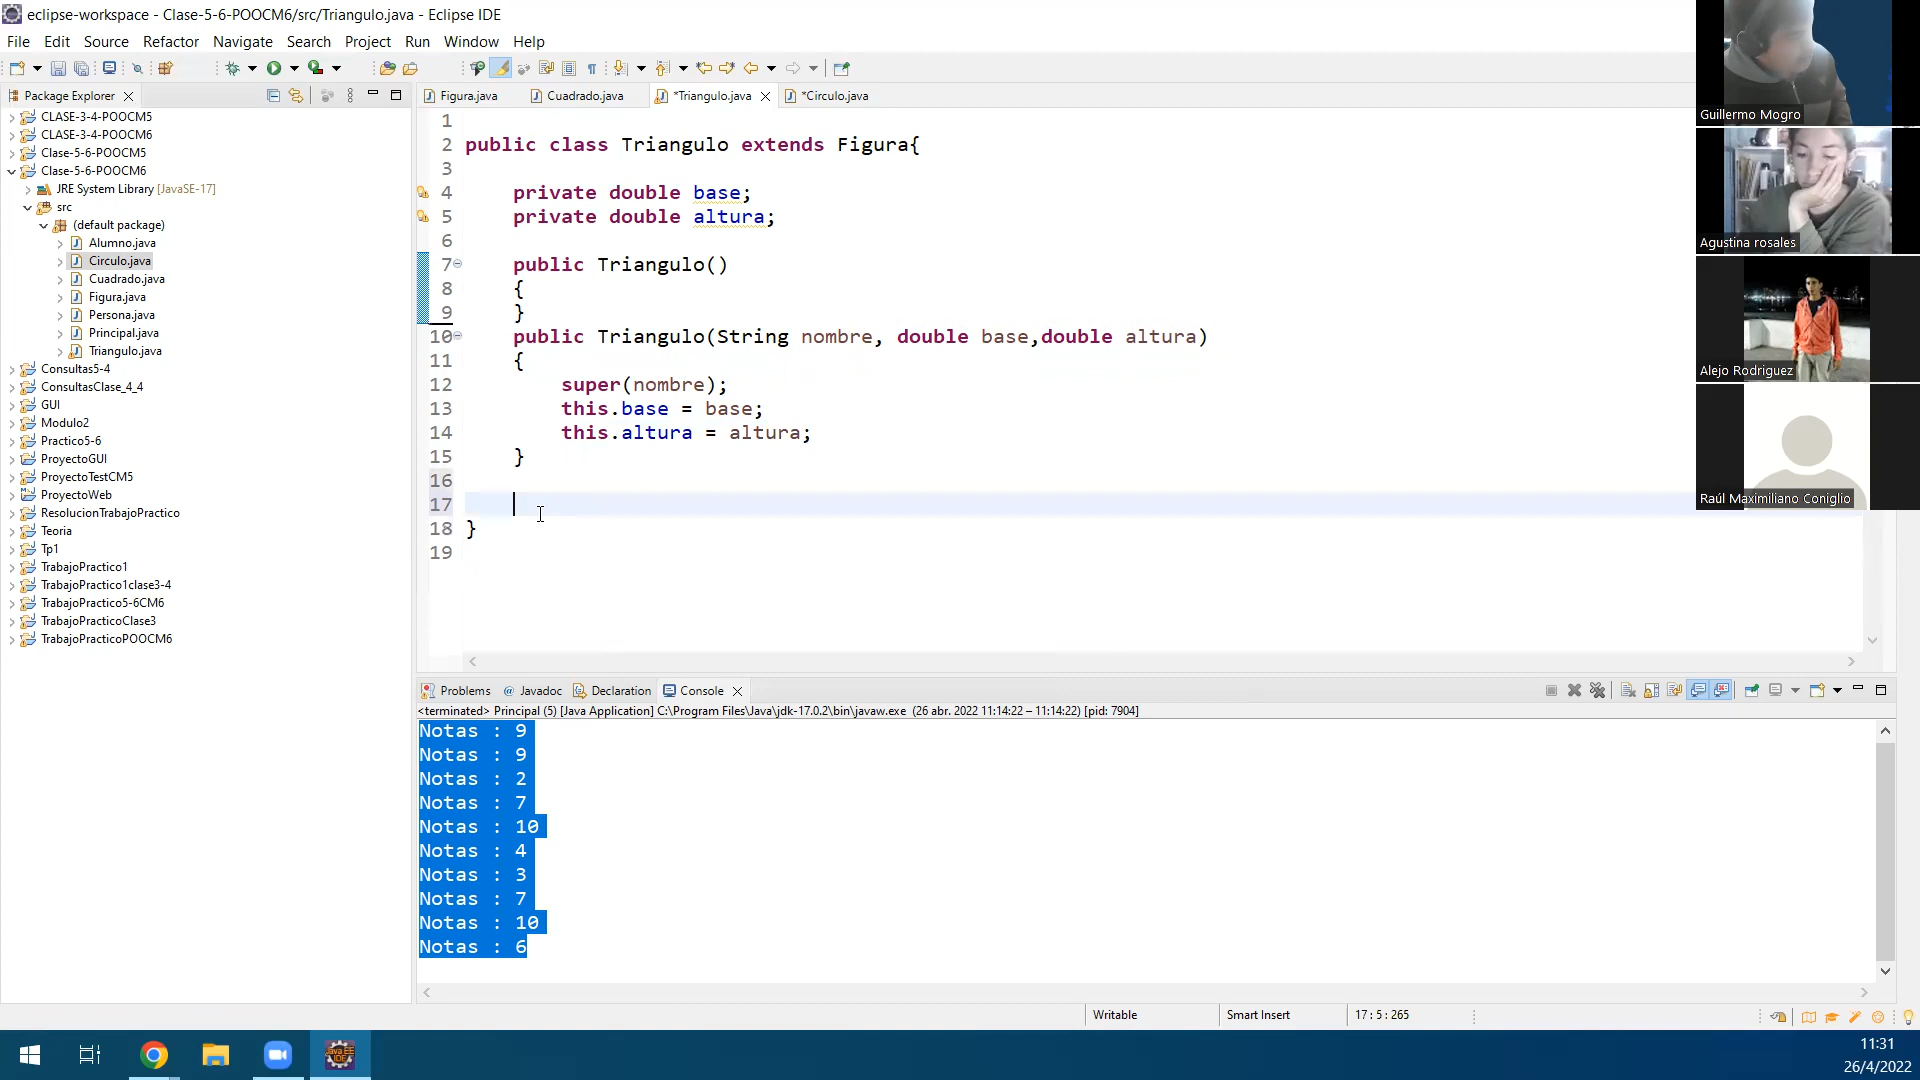 eclipse-workspace - Clase-5-6-POOCM6/src/Triangulo.java - Eclipse IDE
File Edit Source Refactor Navigate Search Project Run Window Help
Package Explorer
CLASE-3-4-POOCM5
CLASE-3-4-POOCM6
Clase-5-6-POOCM5
Clase-5-6-POOCM6
JRE System Library [JavaSE-17]
src
(default package)
Alumno.java
Circulo.java
Cuadrado.java
Figura.java
Persona.java
Principal.java
Triangulo.java
Consultas5-4
ConsultasClase_4_4
GUI
Modulo2
Practico5-6
ProyectoGUI
ProyectoTestCM5
ProyectoWeb
ResolucionTrabajoPractico
Teoria
Tp1
TrabajoPractico1
TrabajoPractico1clase3-4
TrabajoPractico5-6CM6
TrabajoPracticoClase3
TrabajoPracticoPOOCM6
Figura.java Cuadrado.java *Triangulo.java *Circulo.java
1
2 public class Triangulo extends Figura{
3
4 private double base;
5 private double altura;
6
7 public Triangulo()
8 {
9 }
10 public Triangulo(String nombre, double base,double altura)
11 {
12 super(nombre);
13 this.base = base;
14 this.altura = altura;
15 }
16
17
18 }
19
Problems Javadoc Declaration Console
<terminated> Principal (5) [Java Application] C:\Program Files\Java\jdk-17.0.2\bin\javaw.exe (26 abr. 2022 11:14:22 – 11:14:22) [pid: 7904]
Notas : 9
Notas : 9
Notas : 2
Notas : 7
Notas : 10
Notas : 4
Notas : 3
Notas : 7
Notas : 10
Notas : 6
Writable Smart Insert 17 : 5 : 265
Guillermo Mogro
Agustina rosales
Alejo Rodriguez
Raúl Maximiliano Coniglio
Java EE
IDE
11:31
26/4/2022